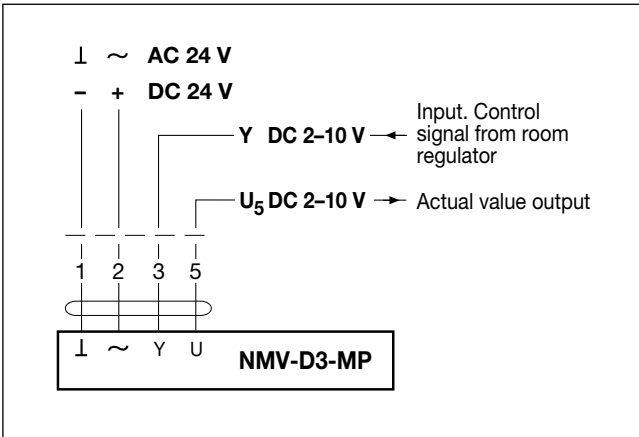 ⊥ ~ AC 24 V
– + DC 24 V
Y DC 2–10 V
Input. Control
signal from room
regulator
U5 DC 2–10 V
Actual value output
1 2 3 5
⊥ ~ Y U
NMV-D3-MP